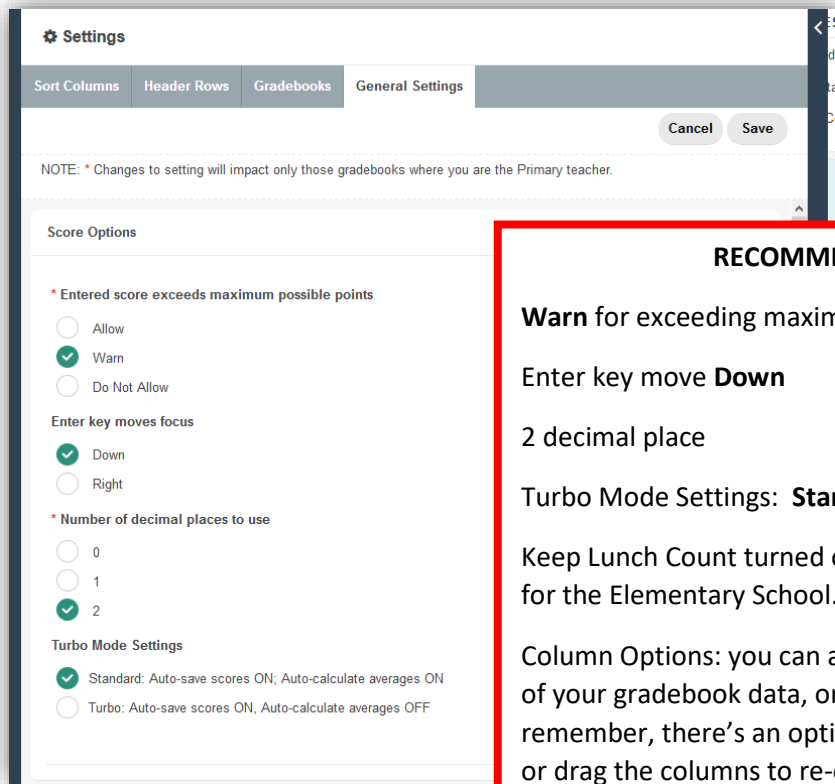 Settings
Sort Columns Header Rows Gradebooks General Settings
Cancel Save
NOTE: * Changes to setting will impact only those gradebooks where you are the Primary teacher.
Score Options
* Entered score exceeds maximum possible points
Allow
Warn
Do Not Allow
Enter key moves focus
Down
Right
* Number of decimal places to use
0
1
2
Turbo Mode Settings
Standard: Auto-save scores ON; Auto-calculate averages ON
Turbo: Auto-save scores ON, Auto-calculate averages OFF
Warn for exceeding
Enter key move Down
2 decimal place
Turbo Mode Settings:
Keep Lunch Count turned
for the Elementary School.
Column Options: you can
of your gradebook data,
remember, there's an
or drag the columns to